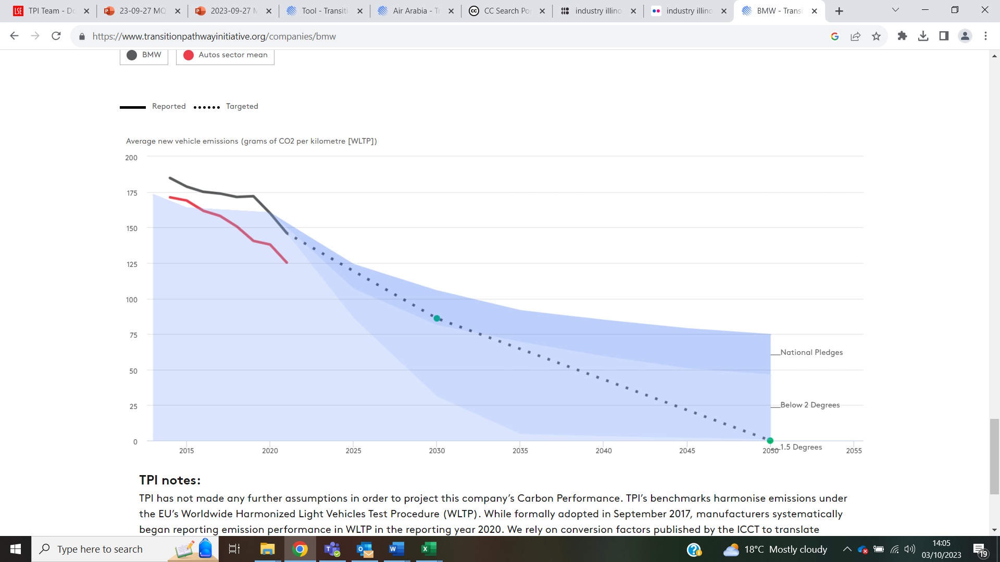 TPI Team - Do
23-09-27 MQ
2023-09-27 M
Tool - Transiti
Air Arabia - T
CC Search Po
industry illino
industry illino
BMW - Transi
https://www.transitionpathwayinitiative.org/companies/bmw
BMW
Autos sector mean
Reported
Targeted
Average new vehicle emissions (grams of CO2 per kilometre [WLTP])
200
175
150
125
100
75
50
25
0
National Pledges
Below 2 Degrees
1.5 Degrees
2015 2020 2025 2030 2035 2040 2045 2050 2055
TPI notes:
TPI has not made any further assumptions in order to project this company's Carbon Performance. TPI's benchmarks harmonise emissions under
the EU's Worldwide Harmonized Light Vehicles Test Procedure (WLTP). While formally adopted in September 2017, manufacturers systematically
began reporting emission performance in WLTP in the reporting year 2020. We rely on conversion factors published by the ICCT to translate
Type here to search
18°C Mostly cloudy
14:05
03/10/2023
19